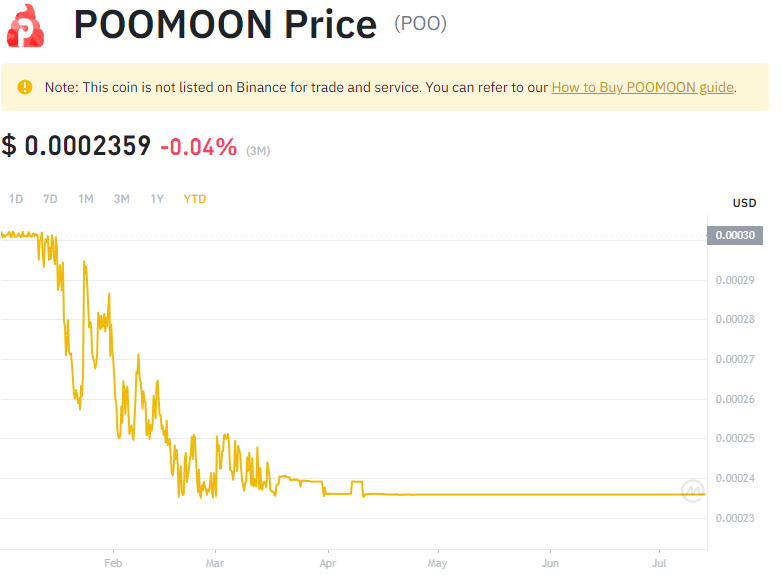 POOMOON Price (POO)
Note: This coin is not listed on Binance for trade and service. You can refer to our How to Buy POOMOON guide.
$ 0.0002359 -0.04% (3M)
1D 7D 1M 3M 1Y YTD
USD
0.00030
0.00029
0.00028
0.00027
0.00026
0.00025
0.00024
0.00023
Feb Mar Apr May Jun Jul